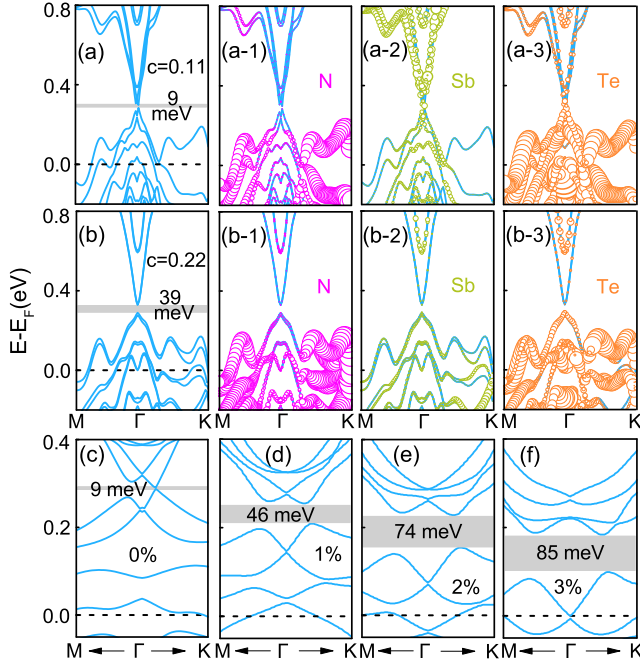 0.8
(a)
c=0.11
9
meV
0.4
0.0
(a-1)
N
(a-2)
Sb
(a-3)
Te
0.8
(b)
c=0.22
39
meV
0.4
0.0
(b-1)
N
(b-2)
Sb
(b-3)
Te
E-E_F(eV)
M Γ K
M Γ K
M Γ K
M Γ K
0.4
(c)
9 meV
0.2
0%
0.0
(d)
46 meV
1%
(e)
74 meV
2%
(f)
85 meV
3%
M ← Γ → K
M ← Γ → K
M ← Γ → K
M ← Γ → K